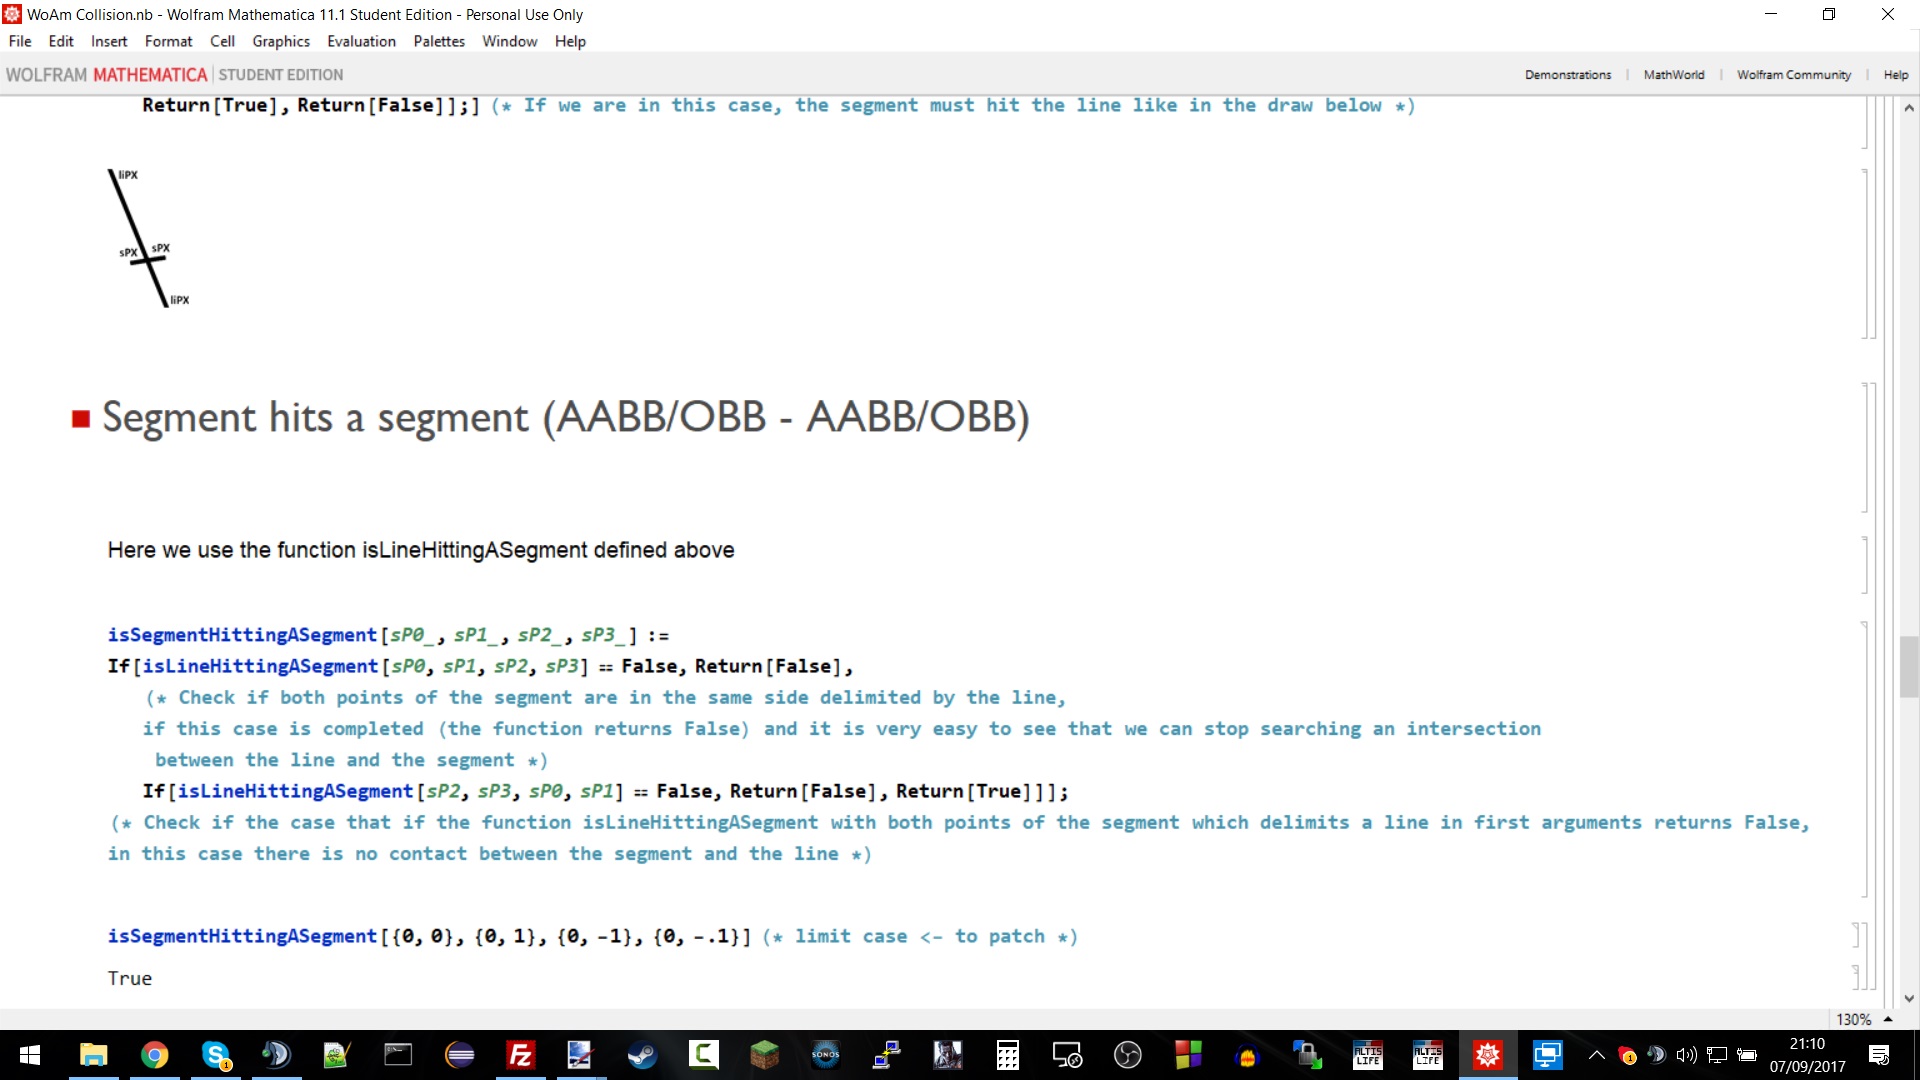 WoAm Collision.nb - Wolfram Mathematica 11.1 Student Edition - Personal Use Only
File Edit Insert Format Cell Graphics Evaluation Palettes Window Help
WOLFRAM MATHEMATICA | STUDENT EDITION
Demonstrations | MathWorld | Wolfram Community | Help
Return[True], Return[False]];] (* If we are in this case, the segment must hit the line like in the draw below *)
liPX
sPX sPX
liPX
Segment hits a segment (AABB/OBB - AABB/OBB)
Here we use the function isLineHittingASegment defined above
isSegmentHittingASegment[sP0_, sP1_, sP2_, sP3_] :=
If[isLineHittingASegment[sP0, sP1, sP2, sP3] == False, Return[False],
(* Check if both points of the segment are in the same side delimited by the line,
if this case is completed (the function returns False) and it is very easy to see that we can stop searching an intersection
between the line and the segment *)
If[isLineHittingASegment[sP2, sP3, sP0, sP1] == False, Return[False], Return[True]]];
(* Check if the case that if the function isLineHittingASegment with both points of the segment which delimits a line in first arguments returns False,
in this case there is no contact between the segment and the line *)
isSegmentHittingASegment[{0, 0}, {0, 1}, {0, -1}, {0, -.1}] (* limit case <- to patch *)
True
130%
SONOS
ALTIS LIFE
ALTIS LIFE
21:10
07/09/2017